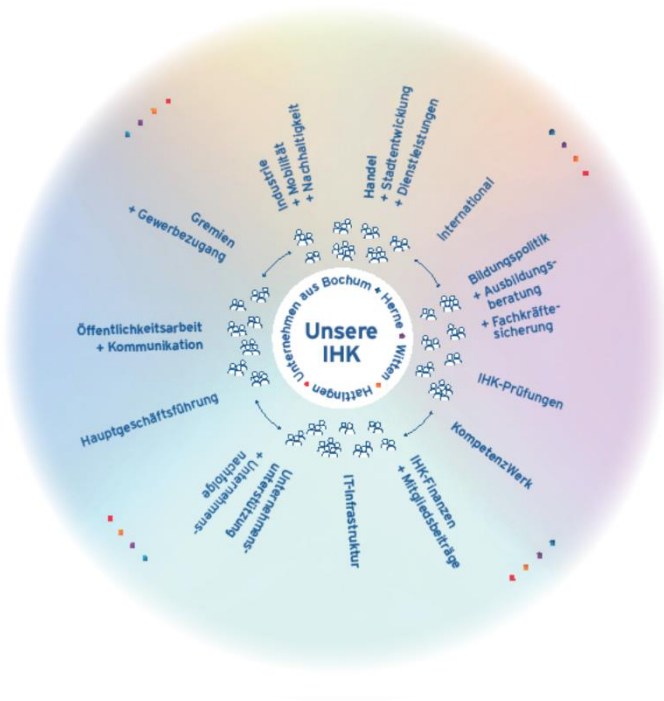 Unsere
IHK
Unternehmen aus Bochum + Herne • Witten • Hattingen •
Industrie
+ Mobilität
+ Nachhaltigkeit
Handel
+ Stadtentwicklung
+ Dienstleistungen
International
Bildungspolitik
+ Ausbildungs-
beratung
+ Fachkräfte-
sicherung
IHK-Prüfungen
KompetenzWerk
IHK-Finanzen
+ Mitgliedsbeiträge
IT-Infrastruktur
Unternehmens-
unterstützung
+ Unternehmens-
nachfolge
Hauptgeschäftsführung
Öffentlichkeitsarbeit
+ Kommunikation
Gremien
+ Gewerbezugang